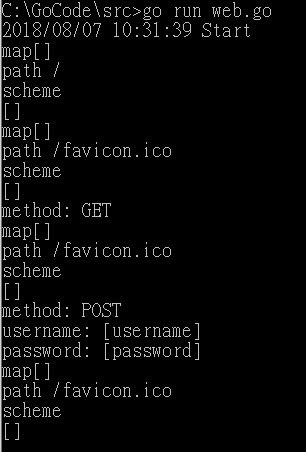 C:\GoCode\src>go run web.go
2018/08/07 10:31:39 Start
map[]
path /
scheme
[]
map[]
path /favicon.ico
scheme
[]
method: GET
map[]
path /favicon.ico
scheme
[]
method: POST
username: [username]
password: [password]
map[]
path /favicon.ico
scheme
[]